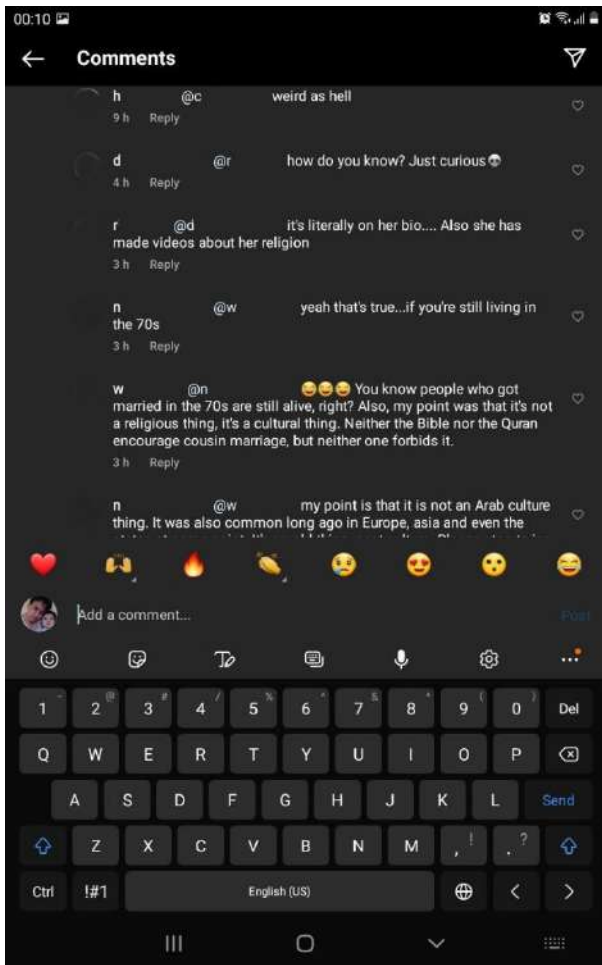 00:10
Comments
h @c weird as hell
9 h Reply
d @r how do you know? Just curious💀
4 h Reply
r @d it's literally on her bio.... Also she has
made videos about her religion
3 h Reply
n @w yeah that's true...if you're still living in
the 70s
3 h Reply
w @n 😂😂😂 You know people who got
married in the 70s are still alive, right? Also, my point was that it's not
a religious thing, it's a cultural thing. Neither the Bible nor the Quran
encourage cousin marriage, but neither one forbids it.
3 h Reply
n @w my point is that it is not an Arab culture
thing. It was also common long ago in Europe, asia and even the
❤️ 🙌 🔥 👏 😢 😍 😮 😂
Add a comment... Post
1 2 @ 3 # 4 / 5 % 6 ^ 7 & 8 * 9 ( 0 ) Del
Q W E R T Y U I O P
A S D F G H J K L Send
Z X C V B N M , ! . ?
Ctrl !#1 English (US) < >